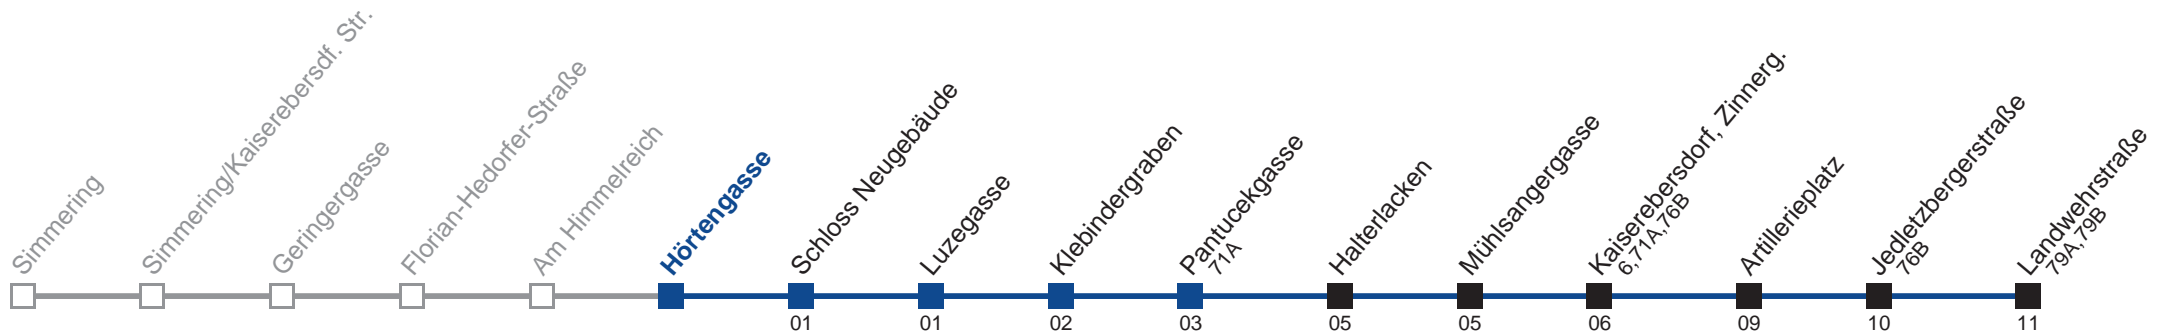 Simmering
Simmering/Kaiserebersdf. Str.
Geringergasse
Florian-Hedorfer-Straße
Am Himmelreich
Hörtengasse
Schloss Neugebäude
Luzegasse
Klebindergraben
Pantucekgasse
71A
Halterlacken
Mühlsangergasse
Kaiserebersdorf, Zinnerg.
6,71A,76B
Artillerieplatz
Jedletzbergerstraße
76B
Landwehrstraße
79A,79B
01
01
02
03
05
05
06
09
10
11